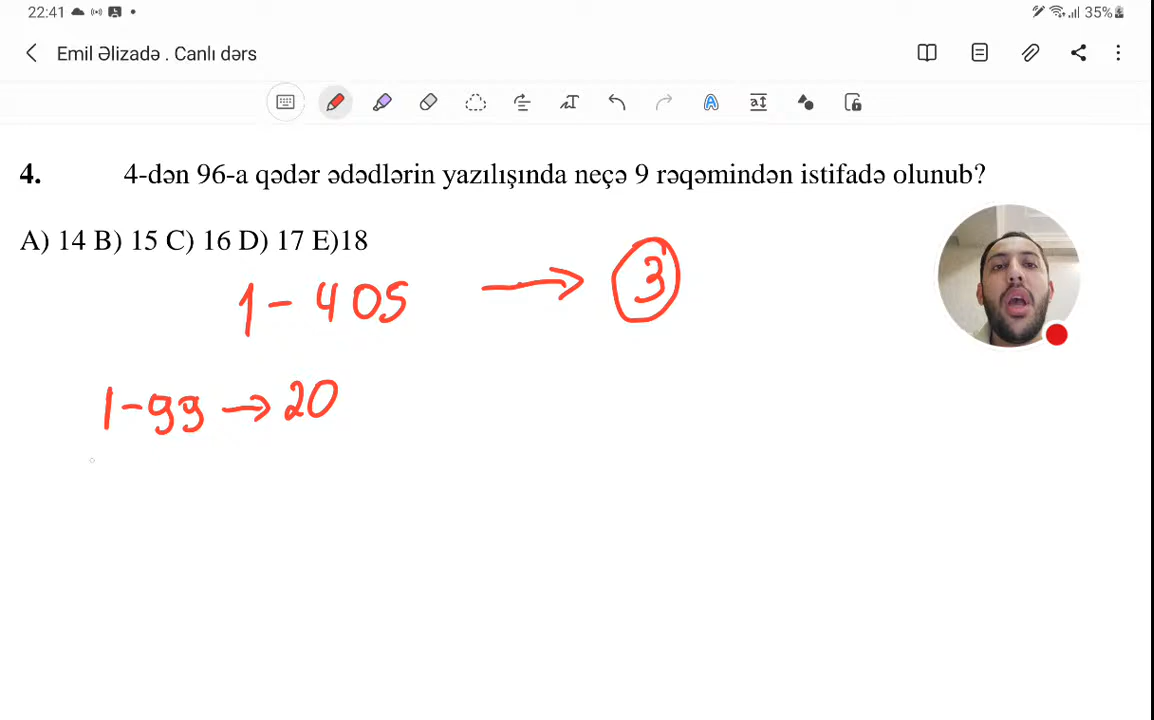 22:41 35%
Emil Əlizadə . Canlı dərs
4. 4-dən 96-a qədər ədədlərin yazılışında neçə 9 rəqəmindən istifadə olunub?
A) 14 B) 15 C) 16 D) 17 E)18
1 - 405 → 3
1-99 → 20